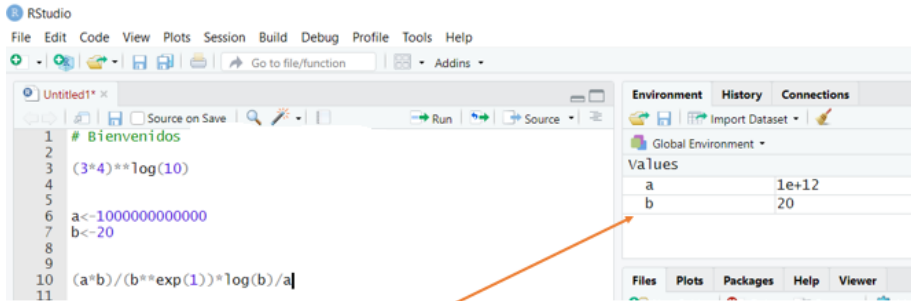 RStudio
File Edit Code View Plots Session Build Debug Profile Tools Help
Go to file/function Addins
Untitled1*
Source on Save Run Source
1 # Bienvenidos
2
3 (3*4)**log(10)
4
5
6 a<-1000000000000
7 b<-20
8
9
10 (a*b)/(b**exp(1))*log(b)/a
11
Environment History Connections
Import Dataset
Global Environment
Values
a 1e+12
b 20
Files Plots Packages Help Viewer